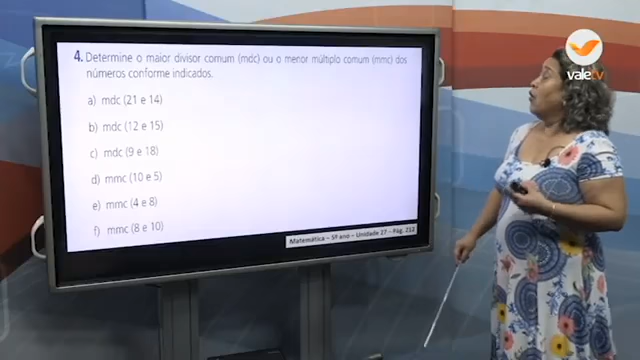 4. Determine o maior divisor comum (mdc) ou o menor múltiplo comum (mmc) dos
números conforme indicados.
a) mdc (21 e 14)
b) mdc (12 e 15)
c) mdc (9 e 18)
d) mmc (10 e 5)
e) mmc (4 e 8)
f) mmc (8 e 10)
Matemática – 5º ano – Unidade 27 – Pág. 212
valetv